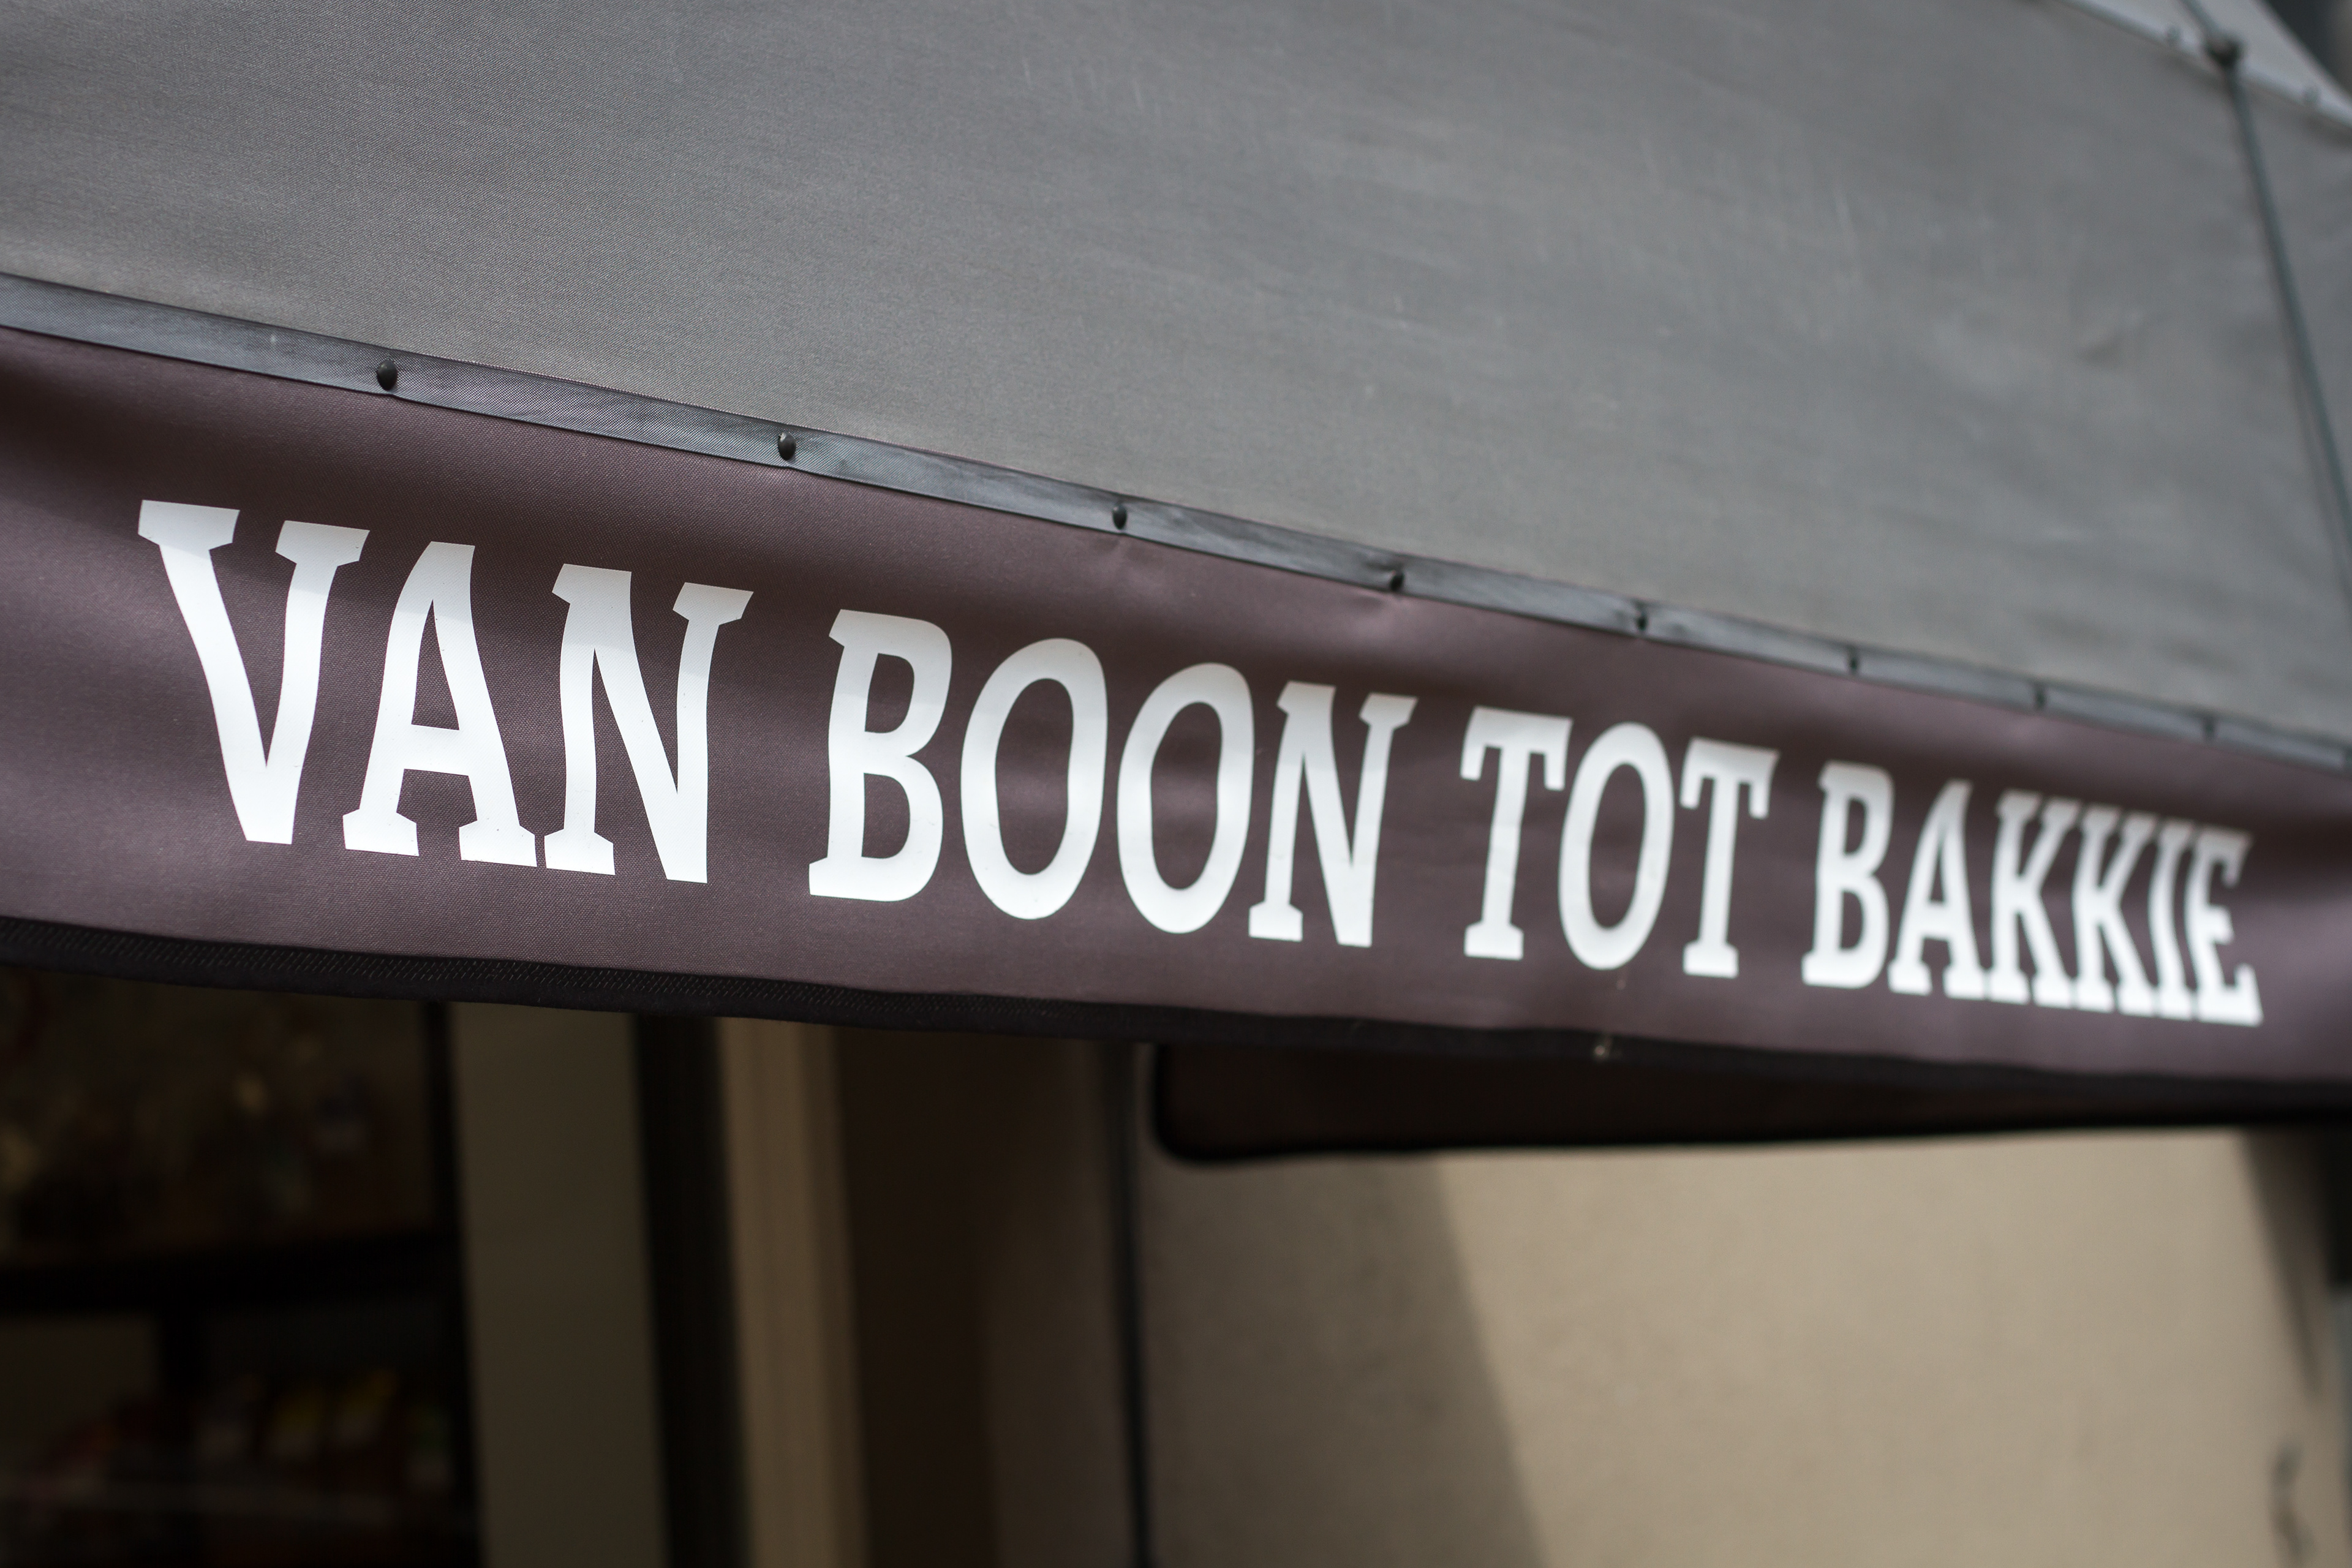 VAN BOON TOT BAKKIE